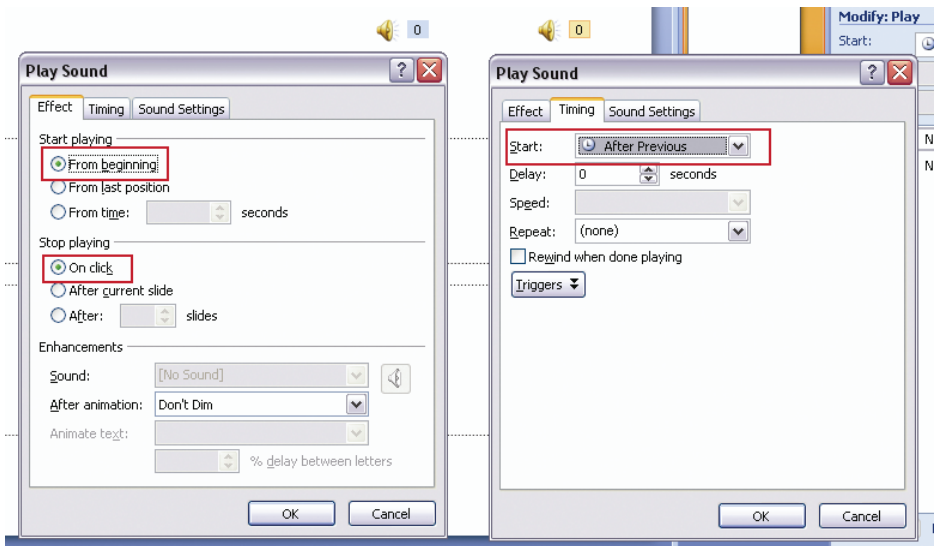 0
Play Sound
Effect Timing Sound Settings
Start playing
From beginning
From last position
From time: seconds
Stop playing
On click
After current slide
After: slides
Enhancements
Sound: [No Sound]
After animation: Don't Dim
Animate text:
% delay between letters
OK Cancel
0
Play Sound
Effect Timing Sound Settings
Start: After Previous
Delay: 0 seconds
Speed:
Repeat: (none)
Rewind when done playing
Triggers
OK Cancel
Modify: Play
Start:
N
N